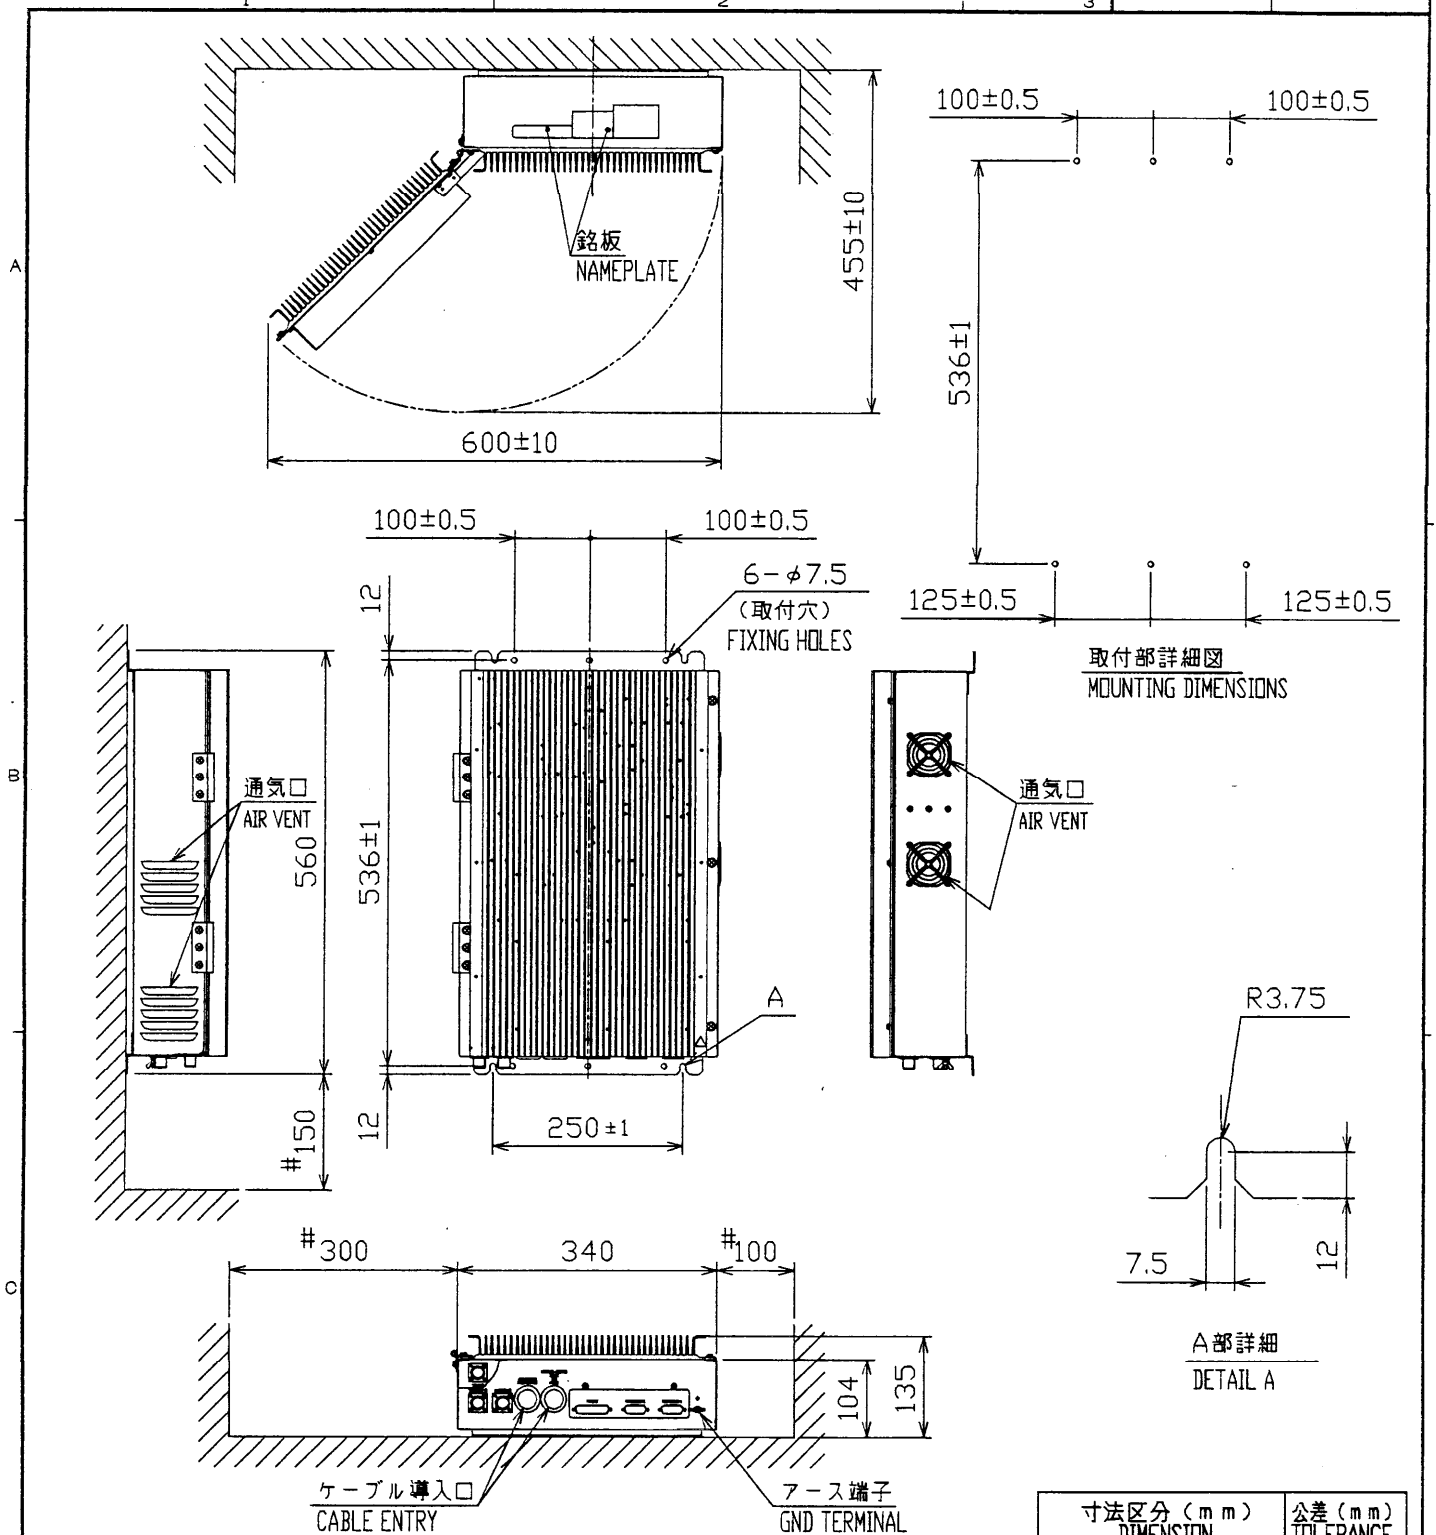 1
2
3
A
B
C
100±0.5
100±0.5
455±10
銘板
NAMEPLATE
536±1
600±10
100±0.5
100±0.5
12
6-φ7.5
(取付穴)
FIXING HOLES
125±0.5
125±0.5
取付部詳細図
MOUNTING DIMENSIONS
通気口
AIR VENT
560
536±1
通気口
AIR VENT
A
R3.75
#150
12
250±1
#300
340
#100
7.5
12
104
135
A部詳細
DETAIL A
ケーブル導入口
CABLE ENTRY
アース端子
GND TERMINAL
寸法区分(mm)
DIMENSION
公差(mm)
TOLERANCE